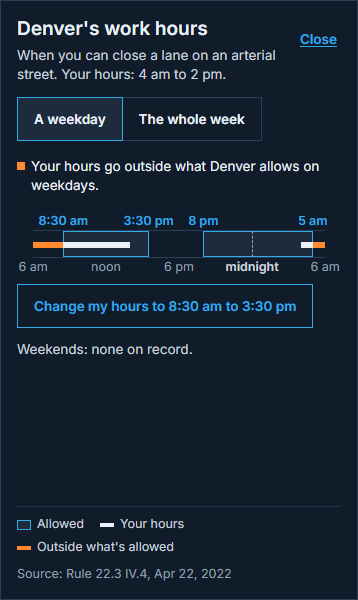 Denver's work hours
Close
When you can close a lane on an arterial
street. Your hours: 4 am to 2 pm.
A weekday
The whole week
Your hours go outside what Denver allows on
weekdays.
8:30 am 3:30 pm 8 pm 5 am
6 am noon 6 pm midnight 6 am
Change my hours to 8:30 am to 3:30 pm
Weekends: none on record.
Allowed Your hours
Outside what's allowed
Source: Rule 22.3 IV.4, Apr 22, 2022